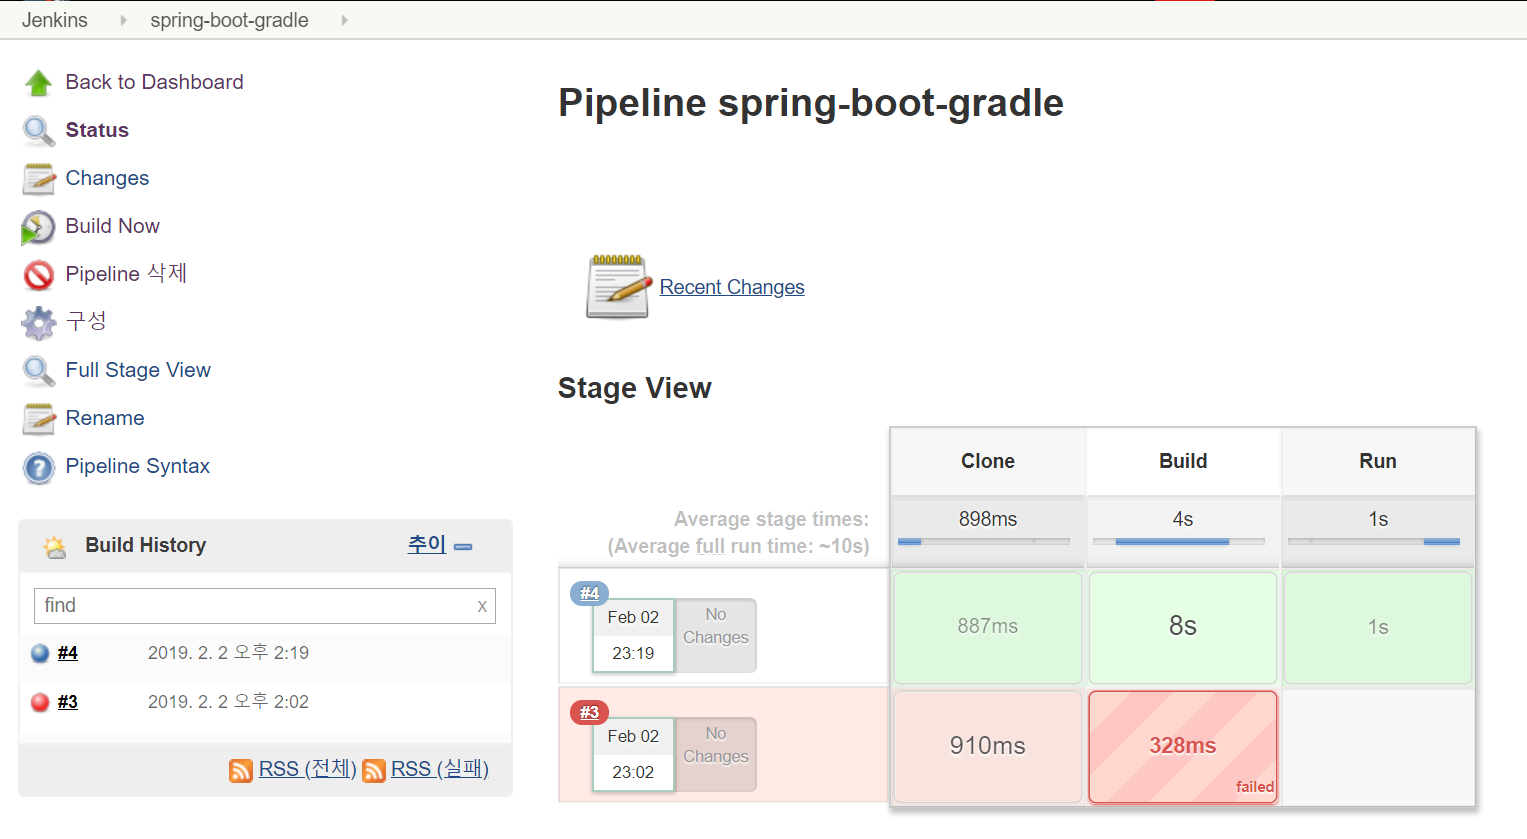 Jenkins spring-boot-gradle
Back to Dashboard
Status
Changes
Build Now
Pipeline 삭제
구성
Full Stage View
Rename
Pipeline Syntax
Build History 추이
find x
#4 2019. 2. 2 오후 2:19
#3 2019. 2. 2 오후 2:02
RSS (전체) RSS (실패)
Pipeline spring-boot-gradle
Recent Changes
Stage View
Clone Build Run
Average stage times:
(Average full run time: ~10s)
898ms 4s 1s
#4
Feb 02
23:19
No
Changes
887ms 8s 1s
#3
Feb 02
23:02
No
Changes
910ms 328ms
failed